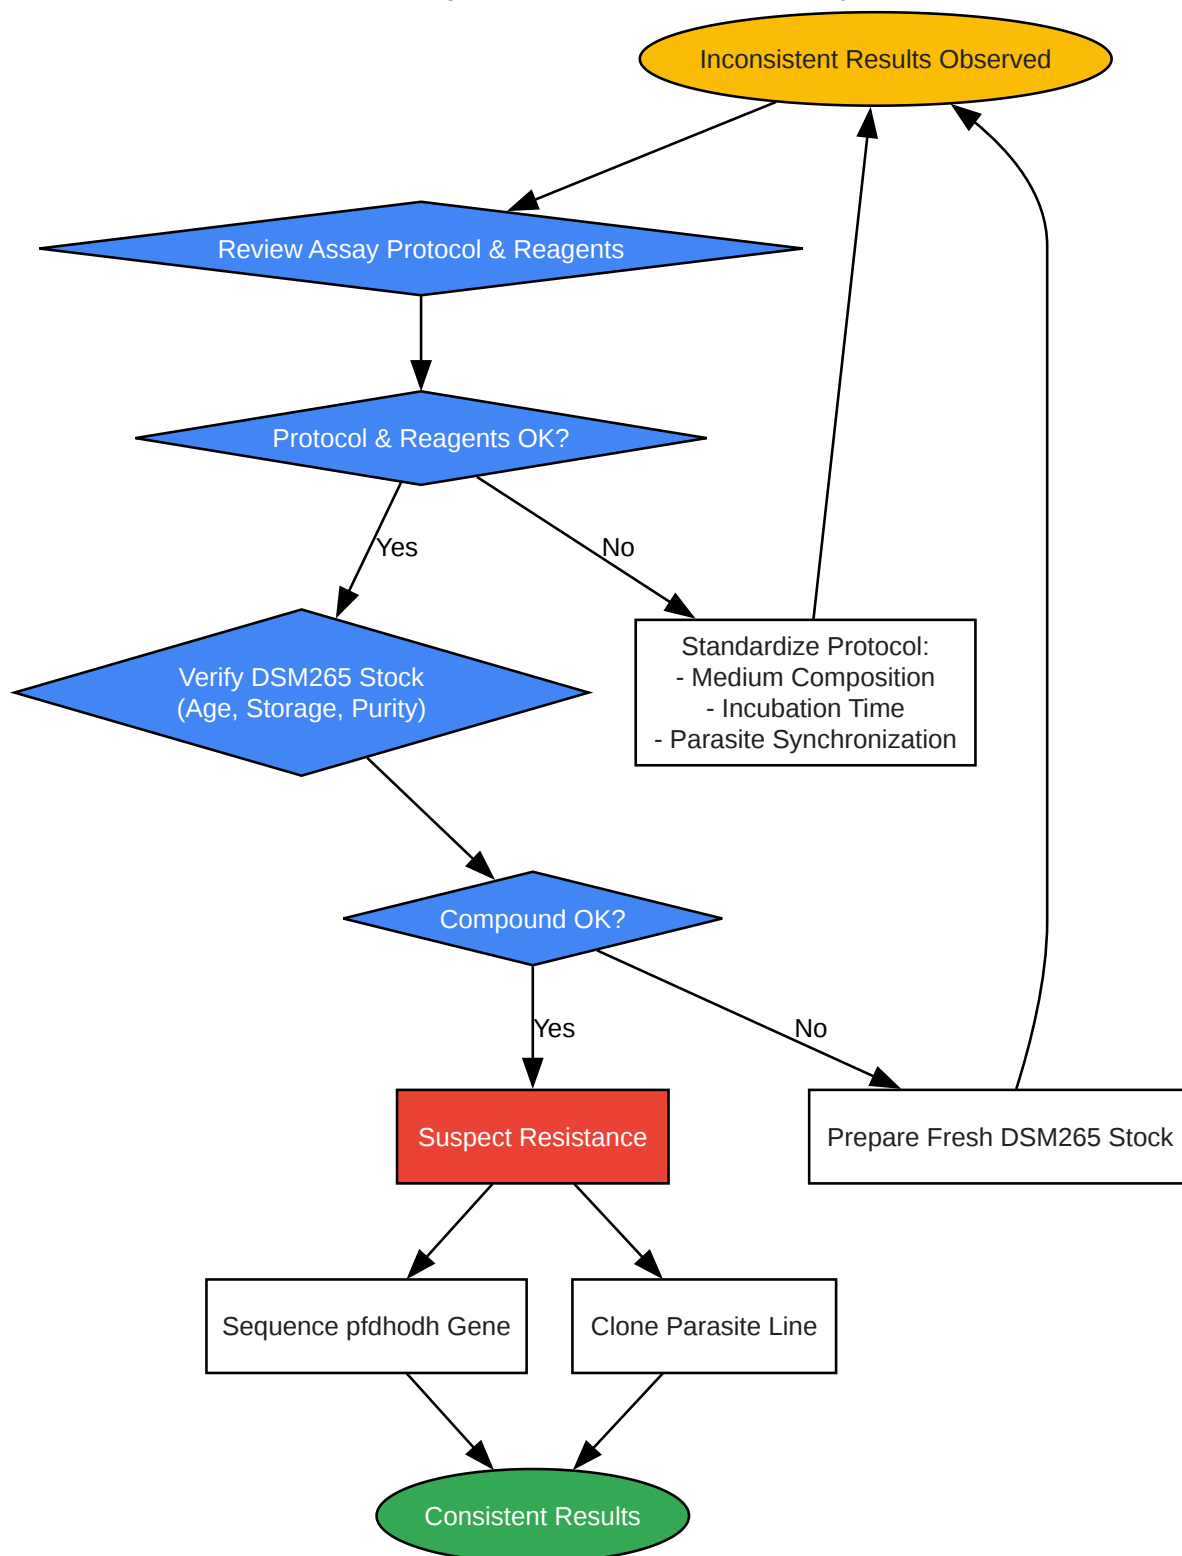 Inconsistent Results Observed
Review Assay Protocol & Reagents
Protocol & Reagents OK?
Yes
No
Verify DSM265 Stock
(Age, Storage, Purity)
Standardize Protocol:
- Medium Composition
- Incubation Time
- Parasite Synchronization
Compound OK?
Yes
No
Suspect Resistance
Prepare Fresh DSM265 Stock
Sequence pfdhodh Gene
Clone Parasite Line
Consistent Results